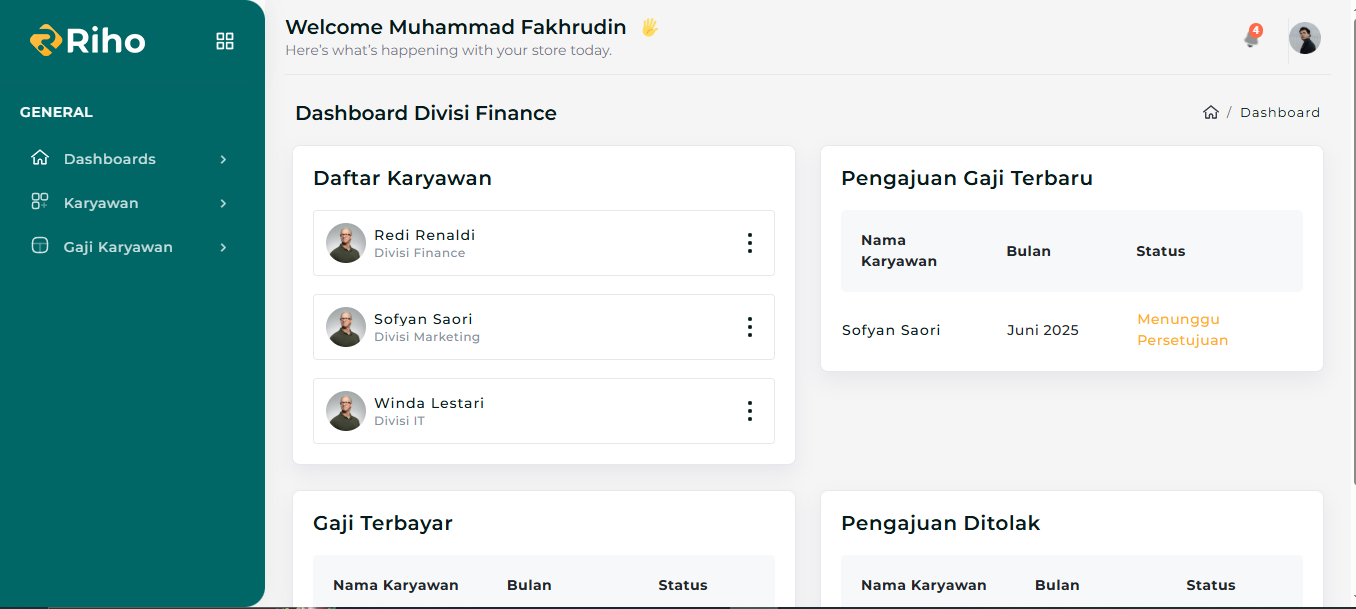 Riho
GENERAL
Dashboards
Karyawan
Gaji Karyawan
Welcome Muhammad Fakhrudin
Here's what's happening with your store today.
4
Dashboard Divisi Finance
/ Dashboard
Daftar Karyawan
Redi Renaldi
Divisi Finance
Sofyan Saori
Divisi Marketing
Winda Lestari
Divisi IT
Pengajuan Gaji Terbaru
Nama
Karyawan
Bulan
Status
Sofyan Saori
Juni 2025
Menunggu
Persetujuan
Gaji Terbayar
Nama Karyawan
Bulan
Status
Pengajuan Ditolak
Nama Karyawan
Bulan
Status